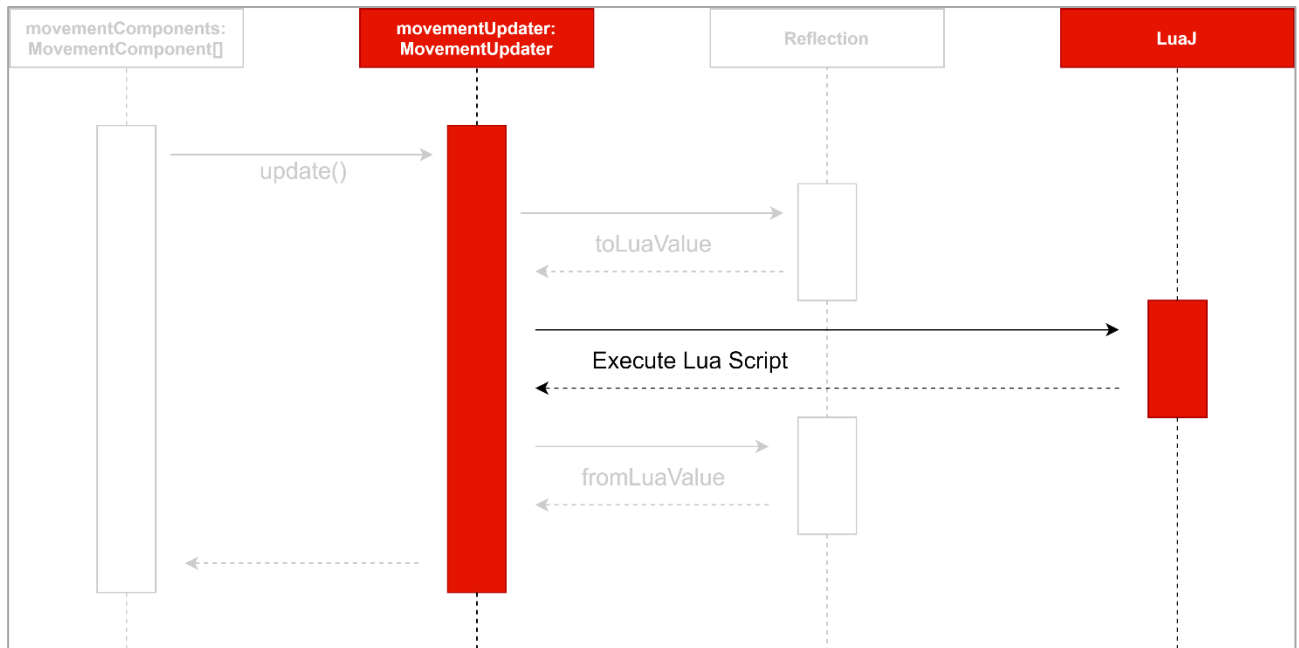 movementComponents:
MovementComponent[]
movementUpdater:
MovementUpdater
Reflection
LuaJ
update()
toLuaValue
Execute Lua Script
fromLuaValue